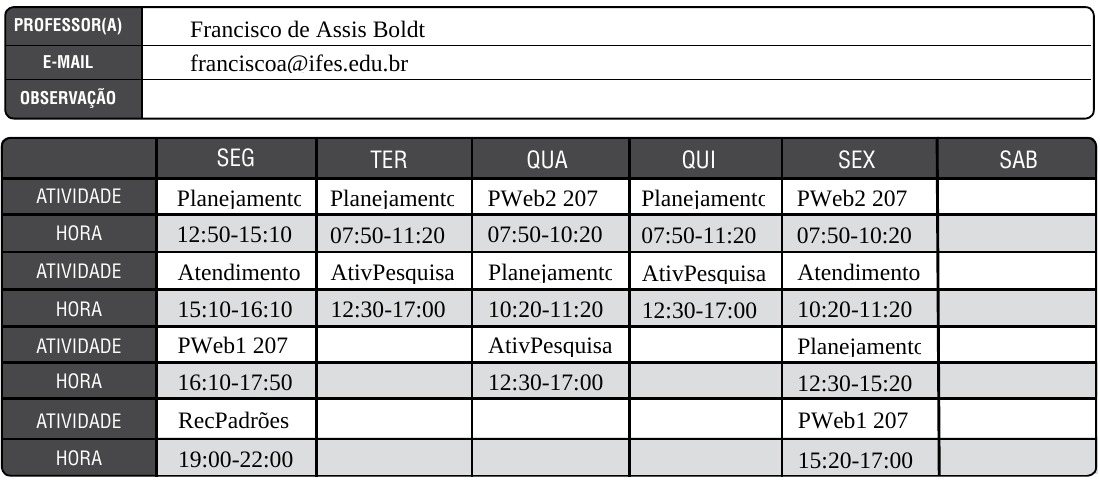 PROFESSOR(A) Francisco de Assis Boldt
E-MAIL franciscoa@ifes.edu.br
OBSERVAÇÃO
SEG TER QUA QUI SEX SAB
ATIVIDADE Planejamento Planejamento PWeb2 207 Planejamento PWeb2 207
HORA 12:50-15:10 07:50-11:20 07:50-10:20 07:50-11:20 07:50-10:20
ATIVIDADE Atendimento AtivPesquisa Planejamento AtivPesquisa Atendimento
HORA 15:10-16:10 12:30-17:00 10:20-11:20 12:30-17:00 10:20-11:20
ATIVIDADE PWeb1 207 AtivPesquisa Planejamento
HORA 16:10-17:50 12:30-17:00 12:30-15:20
ATIVIDADE RecPadrões PWeb1 207
HORA 19:00-22:00 15:20-17:00